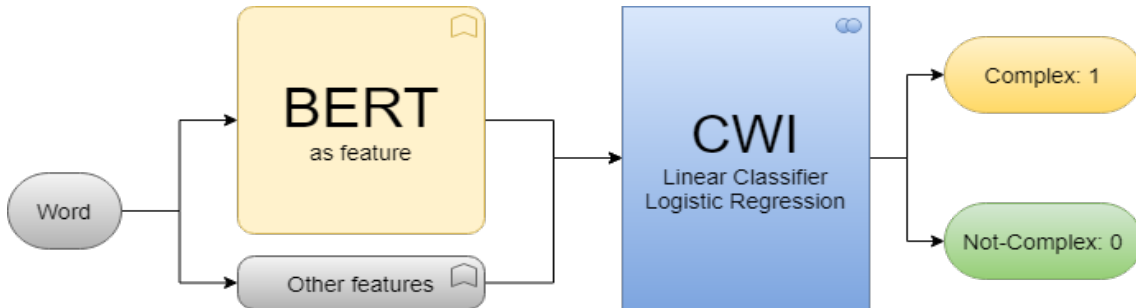 Word
BERT
as feature
Other features
CWI
Linear Classifier
Logistic Regression
Complex: 1
Not-Complex: 0